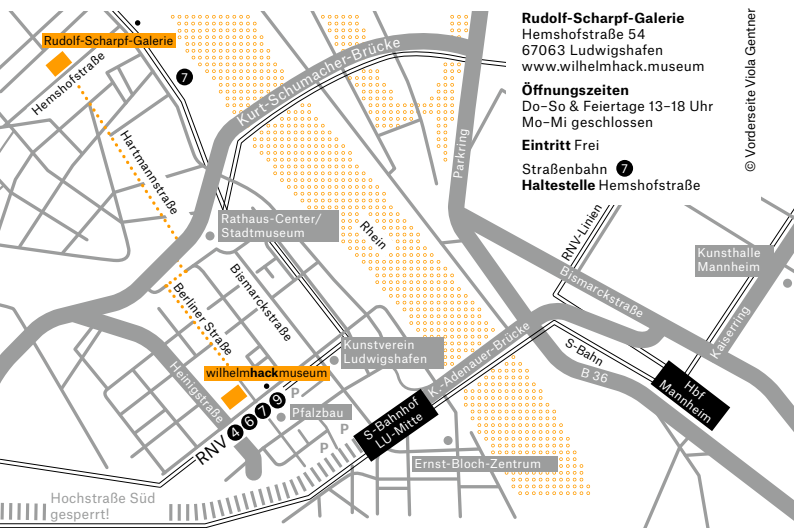 Rudolf-Scharpf-Galerie
Hemshofstraße 54
67063 Ludwigshafen
www.wilhelmhack.museum
Öffnungszeiten
Do–So & Feiertage 13–18 Uhr
Mo–Mi geschlossen
Eintritt Frei
Straßenbahn 7
Haltestelle Hemshofstraße
© Vorderseite Viola Gentner
Rudolf-Scharpf-Galerie
Hemshofstraße
7
Kurt-Schumacher-Brücke
Hartmannstraße
Parkring
Rathaus-Center/
Stadtmuseum
Rhein
RNV-Linien
Kunsthalle
Mannheim
Bismarckstraße
Bismarckstraße
Berliner Straße
Kaiserring
Kunstverein
Ludwigshafen
K.-Adenauer-Brücke
S-Bahn
B 36
Heinigstraße
wilhelmhackmuseum
Hbf
Mannheim
P
Pfalzbau
S-Bahnhof
LU-Mitte
RNV 4 6 7 9
P
P
Ernst-Bloch-Zentrum
Hochstraße Süd
gesperrt!